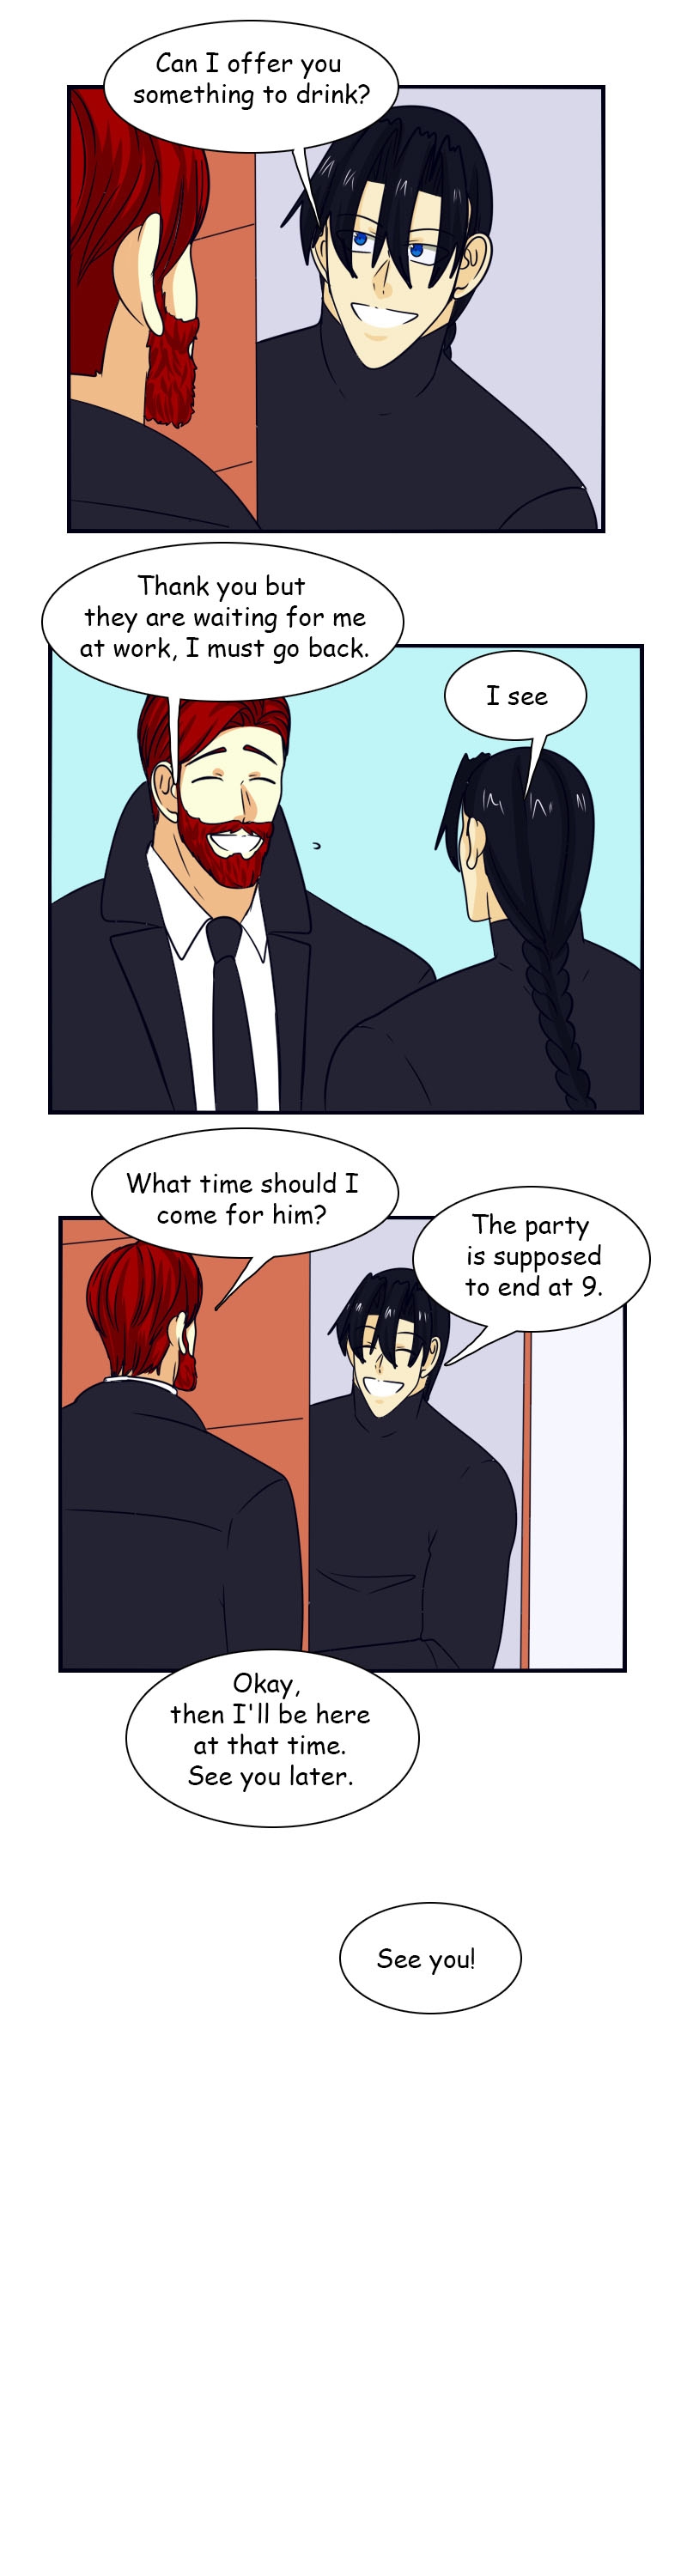 Can I offer you
something to drink?
Thank you but
they are waiting for me
at work, I must go back.
I see
What time should I
come for him?
The party
is supposed
to end at 9.
Okay,
then I'll be here
at that time.
See you later.
See you!